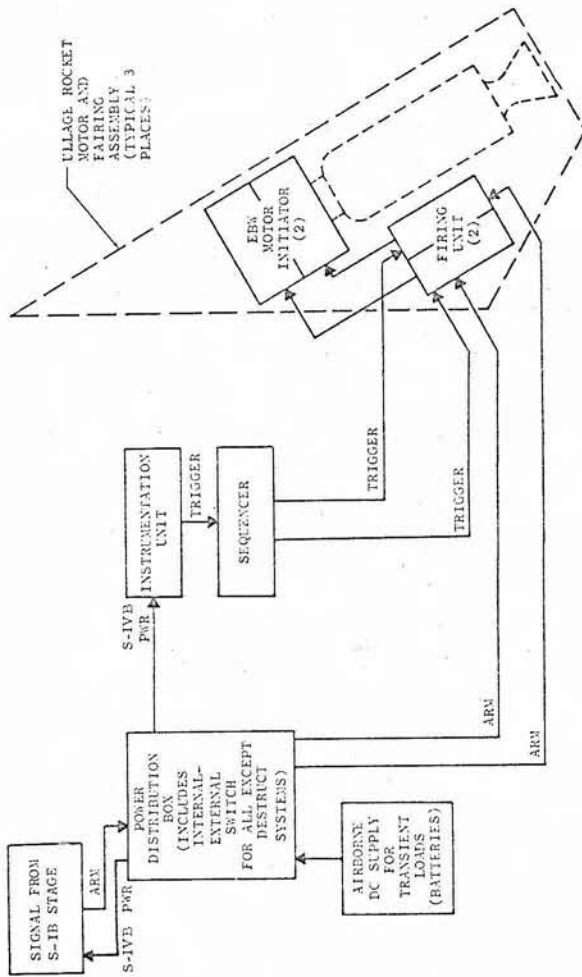 ULLAGE ROCKET
MOTOR AND
FAIRING
ASSEMBLY
(TYPICAL 3
PLACES)
EBW
MOTOR
INITIATOR
(2)
FIRING
UNIT
(2)
INSTRUMENTATION
UNIT
TRIGGER
SEQUENCER
TRIGGER
TRIGGER
S-IVB
PWR
SIGNAL FROM
S-IB STAGE
ARM
S-IVB PWR
POWER
DISTRIBUTION
BOX
(INCLUDES
INTERNAL-
EXTERNAL
SWITCH
FOR ALL EXCEPT
DESTRUCT
SYSTEMS)
ARM
ARM
AIRBORNE
DC SUPPLY
FOR
TRANSIENT
LOADS
(BATTERIES)